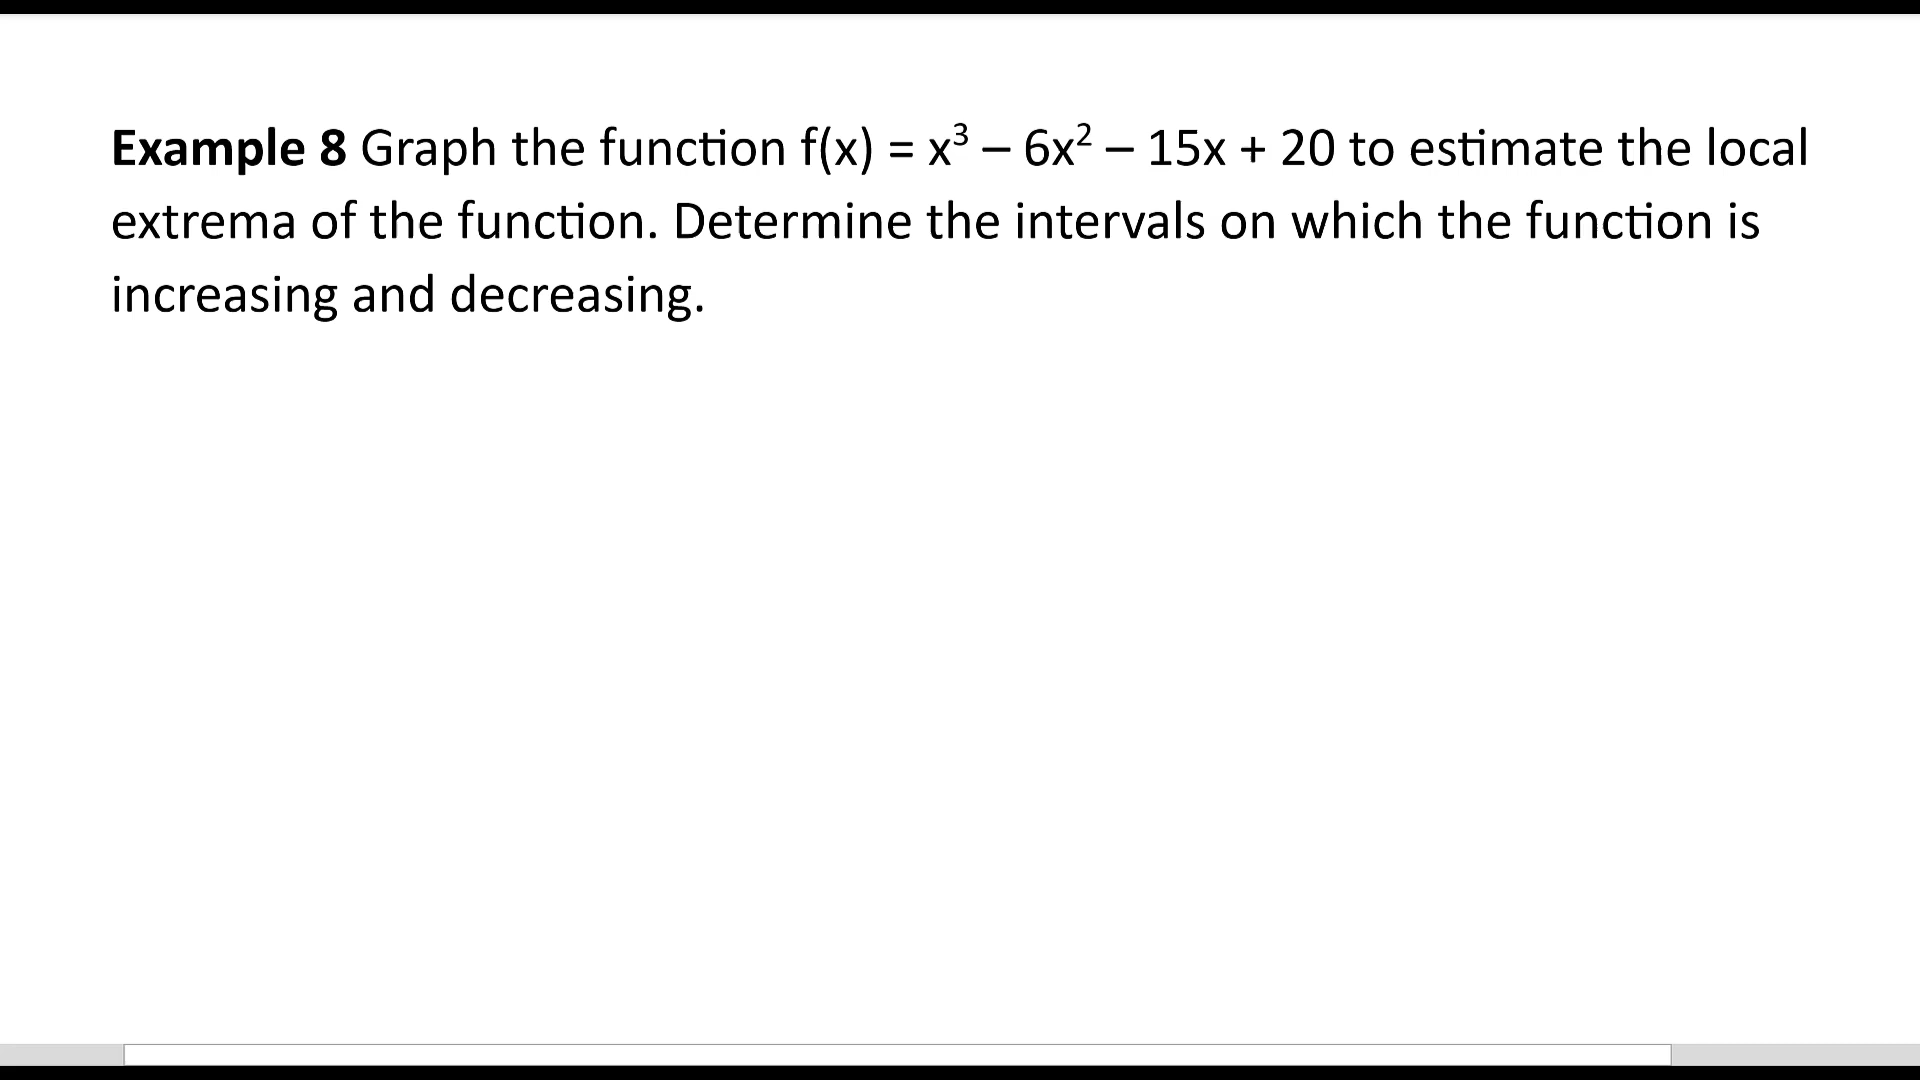 Example 8 Graph the function f(x) = x³ – 6x² – 15x + 20 to estimate the local
extrema of the function. Determine the intervals on which the function is
increasing and decreasing.